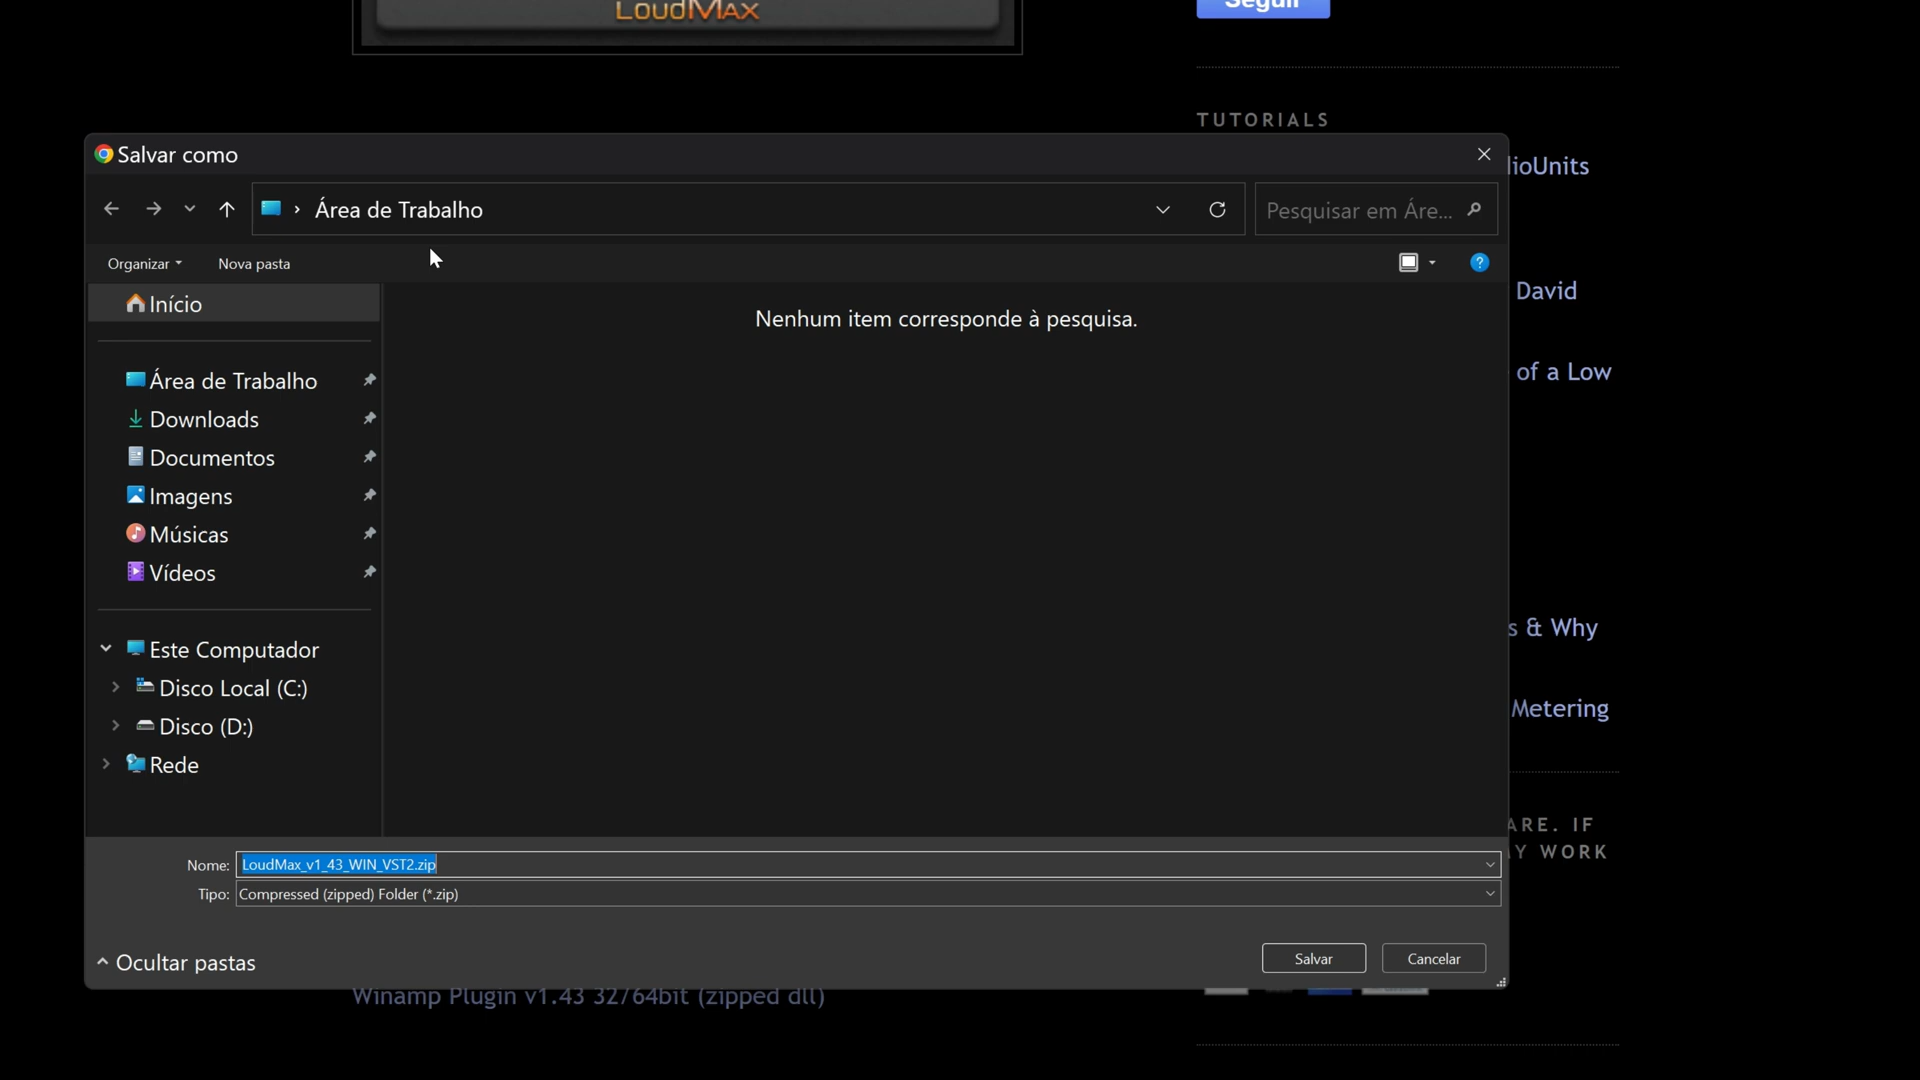 LoudMax
Seguir
TUTORIALS
Salvar como
ioUnits
Área de Trabalho
Pesquisar em Áre...
Organizar
Nova pasta
David
Início
Nenhum item corresponde à pesquisa.
Área de Trabalho
of a Low
Downloads
Documentos
Imagens
Músicas
Vídeos
s & Why
Este Computador
Disco Local (C:)
Metering
Disco (D:)
Rede
ARE. IF
Y WORK
Nome: LoudMax_v1_43_WIN_VST2.zip
Tipo: Compressed (zipped) Folder (*.zip)
Salvar
Cancelar
Ocultar pastas
Winamp Plugin v1.43 32/64bit (zipped dll)